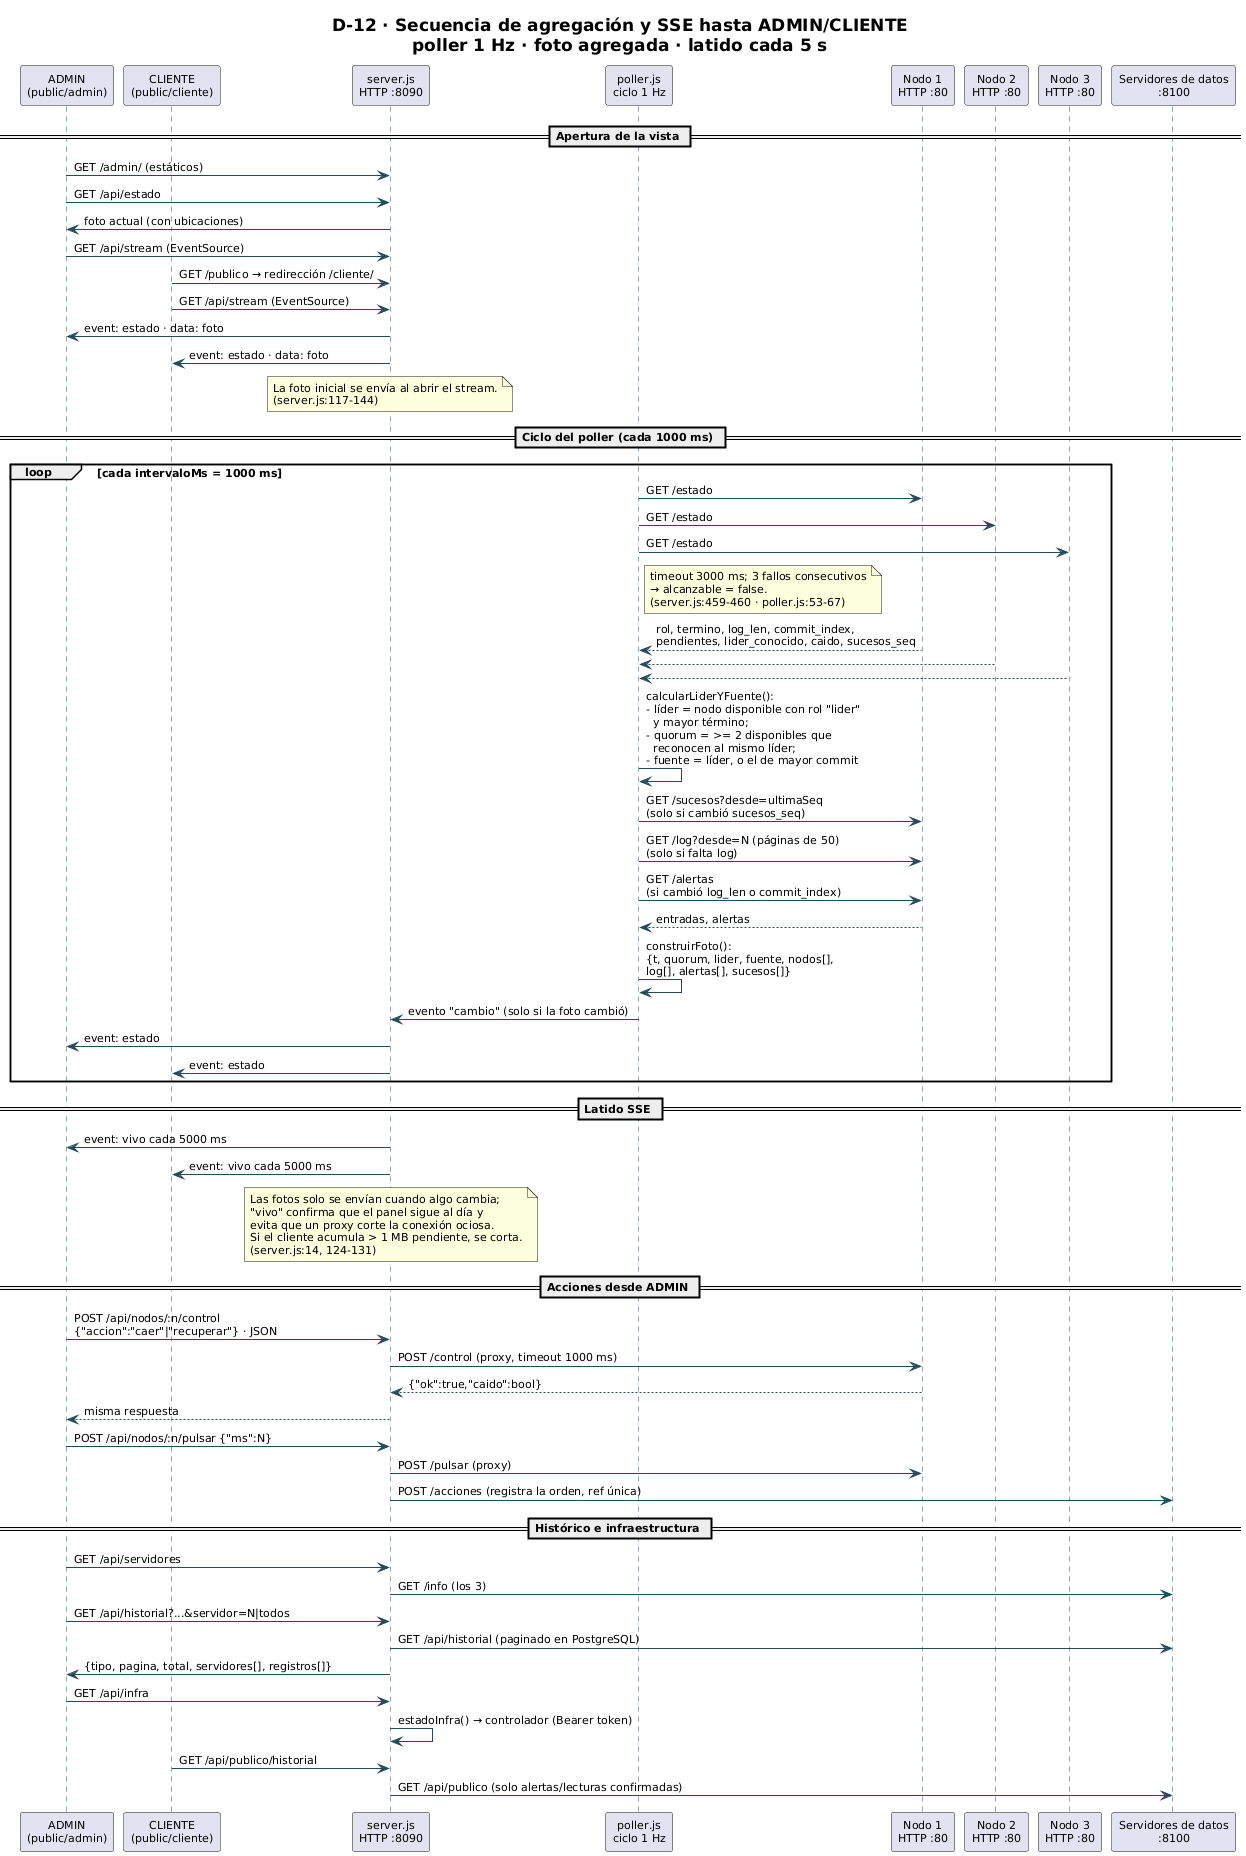 D-12 · Secuencia de agregación y SSE hasta ADMIN/CLIENTE
poller 1 Hz · foto agregada · latido cada 5 s
ADMIN
(public/admin)
CLIENTE
(public/cliente)
server.js
HTTP :8090
poller.js
ciclo 1 Hz
Nodo 1
HTTP :80
Nodo 2
HTTP :80
Nodo 3
HTTP :80
Servidores de datos
:8100
Apertura de la vista
GET /admin/ (estáticos)
GET /api/estado
foto actual (con ubicaciones)
GET /api/stream (EventSource)
GET /publico → redirección /cliente/
GET /api/stream (EventSource)
event: estado · data: foto
event: estado · data: foto
La foto inicial se envía al abrir el stream.
(server.js:117-144)
Ciclo del poller (cada 1000 ms)
loop
[cada intervaloMs = 1000 ms]
GET /estado
GET /estado
GET /estado
timeout 3000 ms; 3 fallos consecutivos
→ alcanzable = false.
(server.js:459-460 · poller.js:53-67)
rol, termino, log_len, commit_index,
pendientes, lider_conocido, caido, sucesos_seq
calcularLiderYFuente():
- líder = nodo disponible con rol "lider"
y mayor término;
- quorum = >= 2 disponibles que
reconocen al mismo líder;
- fuente = líder, o el de mayor commit
GET /sucesos?desde=ultimaSeq
(solo si cambió sucesos_seq)
GET /log?desde=N (páginas de 50)
(solo si falta log)
GET /alertas
(si cambió log_len o commit_index)
entradas, alertas
construirFoto():
{t, quorum, lider, fuente, nodos[],
log[], alertas[], sucesos[]}
evento "cambio" (solo si la foto cambió)
event: estado
event: estado
Latido SSE
event: vivo cada 5000 ms
event: vivo cada 5000 ms
Las fotos solo se envían cuando algo cambia;
"vivo" confirma que el panel sigue al día y
evita que un proxy corte la conexión ociosa.
Si el cliente acumula > 1 MB pendiente, se corta.
(server.js:14, 124-131)
Acciones desde ADMIN
POST /api/nodos/:n/control
{"accion":"caer"|"recuperar"} · JSON
POST /control (proxy, timeout 1000 ms)
{"ok":true,"caido":bool}
misma respuesta
POST /api/nodos/:n/pulsar {"ms":N}
POST /pulsar (proxy)
POST /acciones (registra la orden, ref única)
Histórico e infraestructura
GET /api/servidores
GET /info (los 3)
GET /api/historial?...&servidor=N|todos
GET /api/historial (paginado en PostgreSQL)
{tipo, pagina, total, servidores[], registros[]}
GET /api/infra
estadoInfra() → controlador (Bearer token)
GET /api/publico/historial
GET /api/publico (solo alertas/lecturas confirmadas)
ADMIN
(public/admin)
CLIENTE
(public/cliente)
server.js
HTTP :8090
poller.js
ciclo 1 Hz
Nodo 1
HTTP :80
Nodo 2
HTTP :80
Nodo 3
HTTP :80
Servidores de datos
:8100